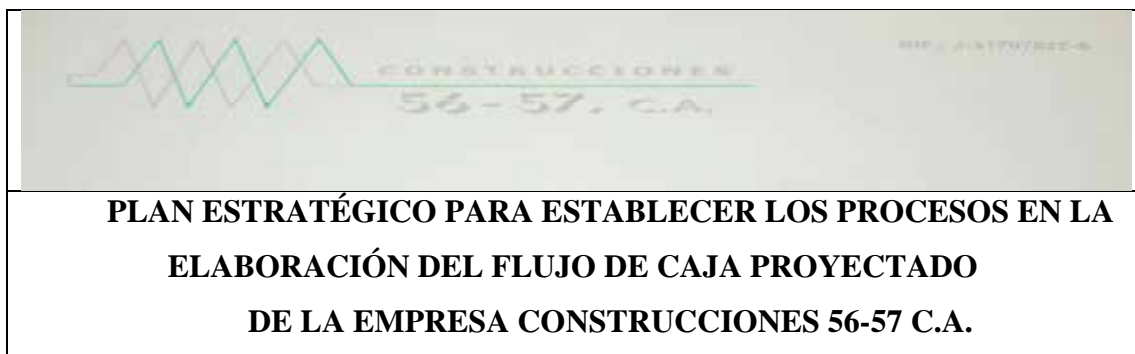 CONSTRUCCIONES
56 - 57. C.A.
PLAN ESTRATÉGICO PARA ESTABLECER LOS PROCESOS EN LA
ELABORACIÓN DEL FLUJO DE CAJA PROYECTADO
DE LA EMPRESA CONSTRUCCIONES 56-57 C.A.